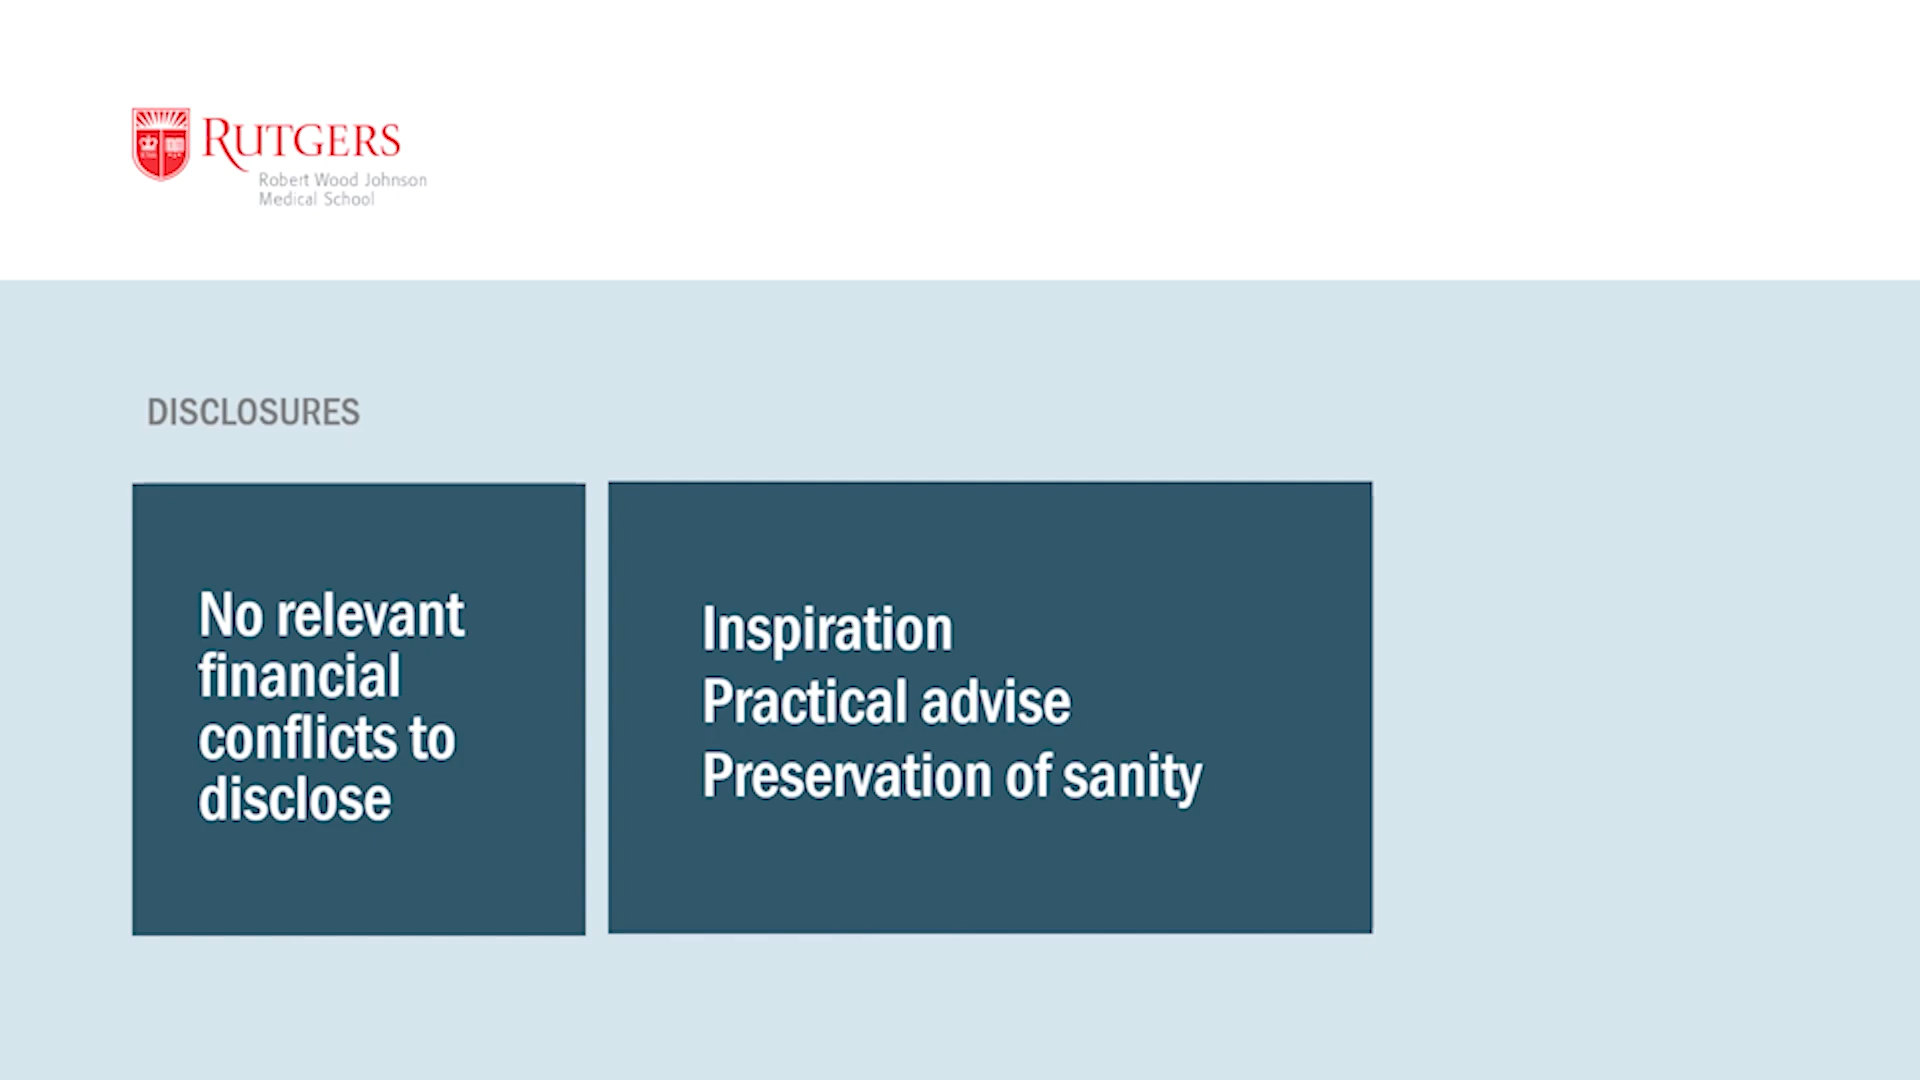 RUTGERS
Robert Wood Johnson
Medical School
DISCLOSURES
No relevant
financial
conflicts to
disclose
Inspiration
Practical advise
Preservation of sanity